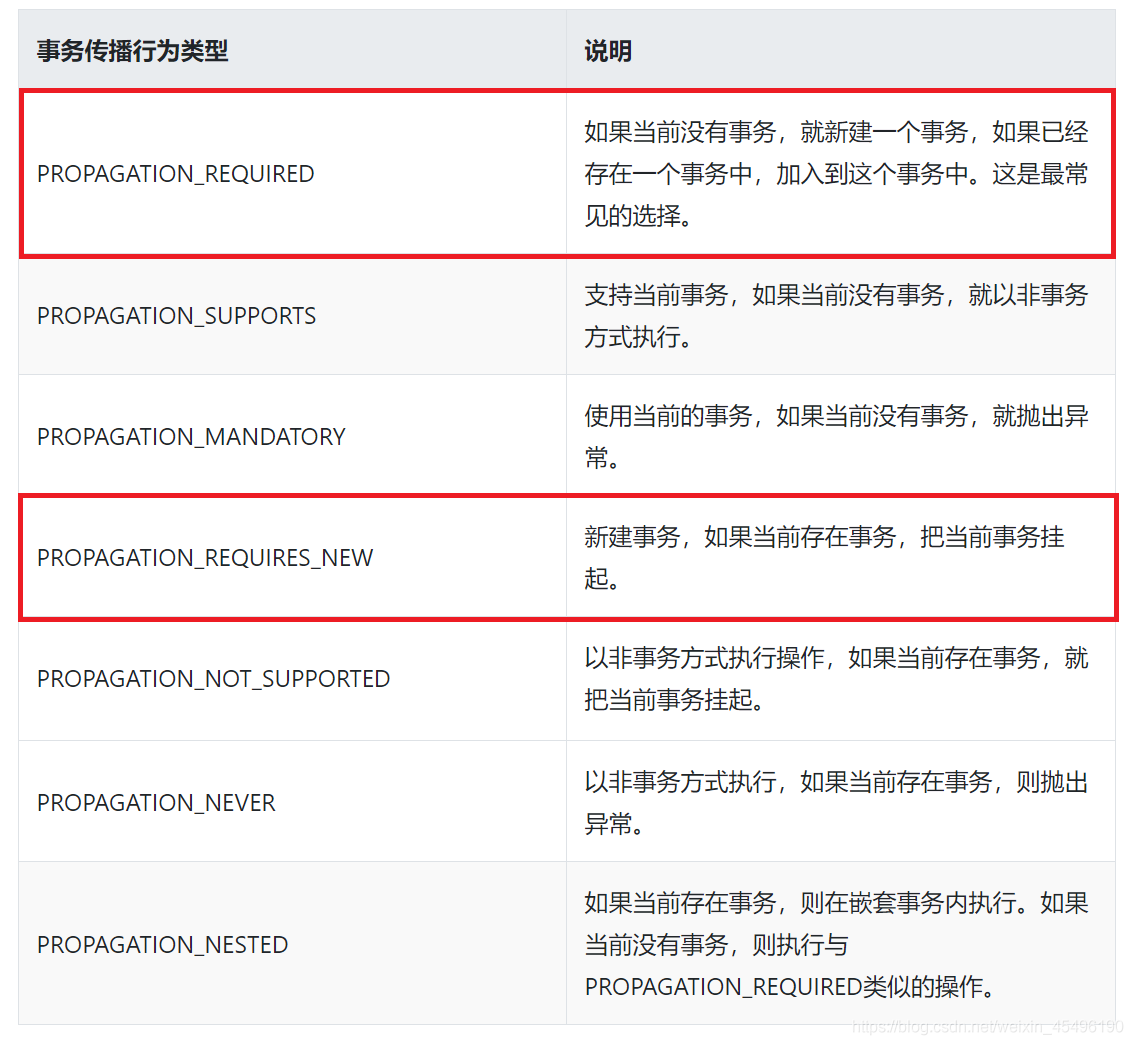 事务传播行为类型
说明
PROPAGATION_REQUIRED
如果当前没有事务，就新建一个事务，如果已经
存在一个事务中，加入到这个事务中。这是最常
见的选择。
PROPAGATION_SUPPORTS
支持当前事务，如果当前没有事务，就以非事务
方式执行。
PROPAGATION_MANDATORY
使用当前的事务，如果当前没有事务，就抛出异
常。
PROPAGATION_REQUIRES_NEW
新建事务，如果当前存在事务，把当前事务挂
起。
PROPAGATION_NOT_SUPPORTED
以非事务方式执行操作，如果当前存在事务，就
把当前事务挂起。
PROPAGATION_NEVER
以非事务方式执行，如果当前存在事务，则抛出
异常。
PROPAGATION_NESTED
如果当前存在事务，则在嵌套事务内执行。如果
当前没有事务，则执行与
PROPAGATION_REQUIRED类似的操作。
https://blog.csdn.net/weixin_45496190